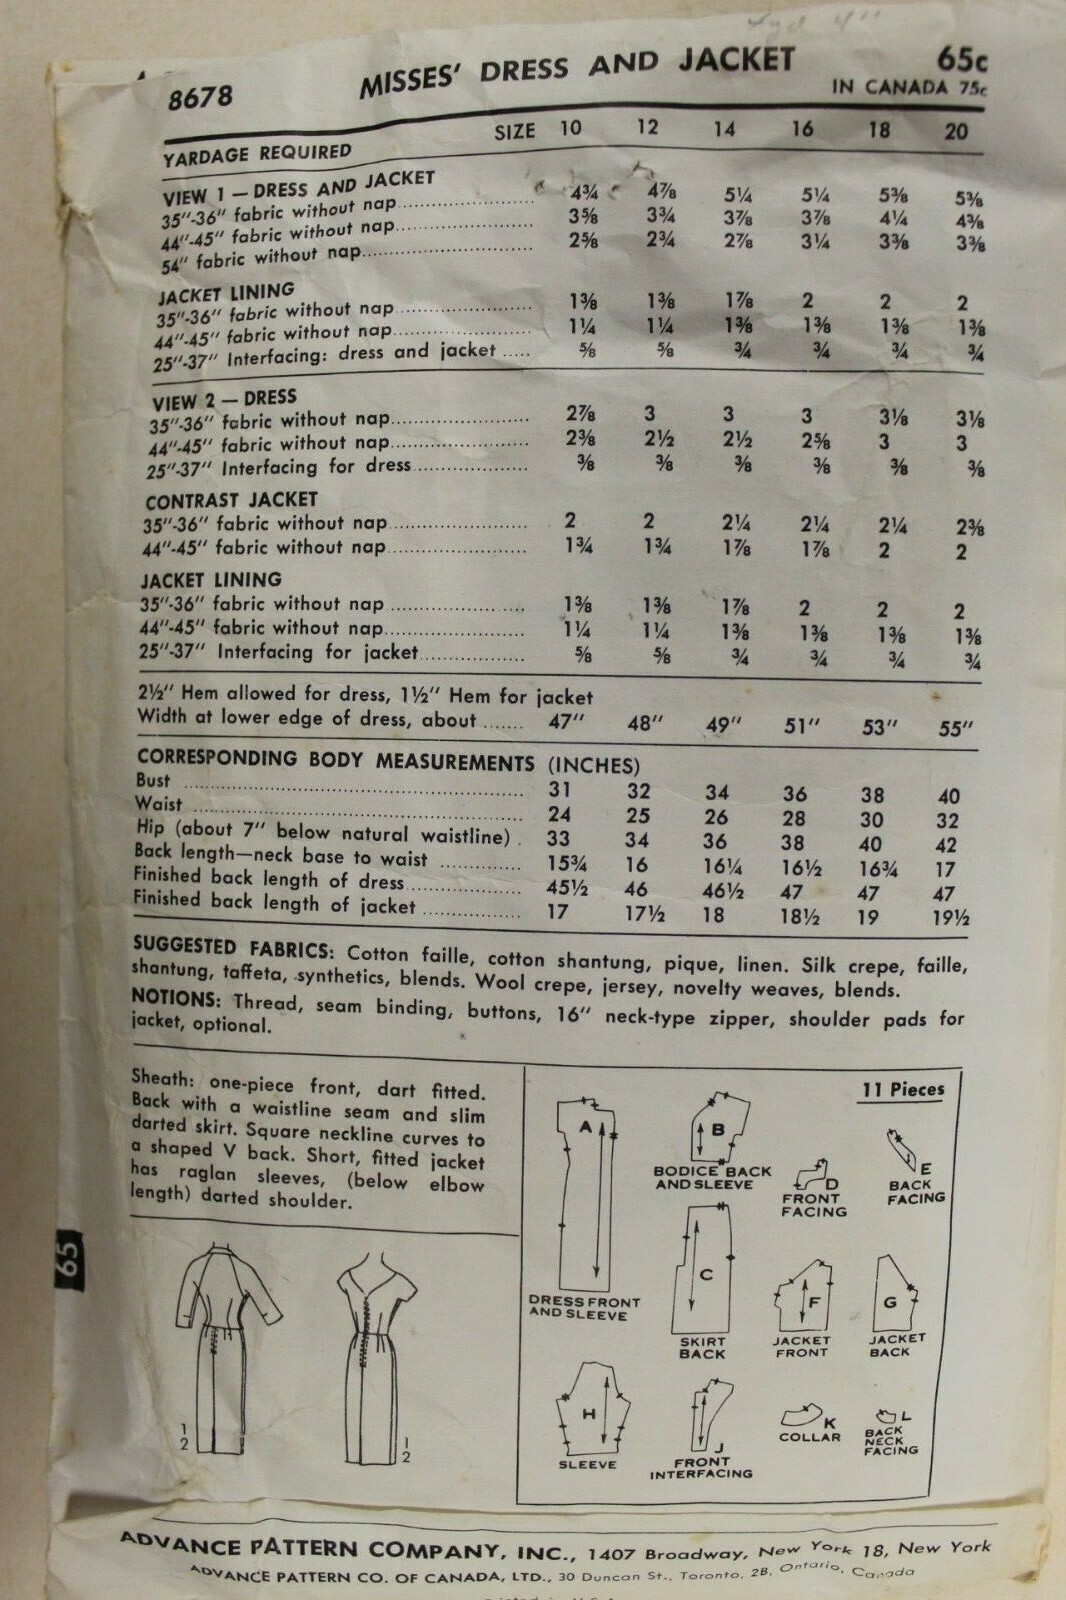 8678 MISSES' DRESS AND JACKET 65c
IN CANADA 75c
SIZE 10 12 14 16 18 20
YARDAGE REQUIRED
VIEW 1 — DRESS AND JACKET
35"-36" fabric without nap 4¾ 4⅞ 5¼ 5¼ 5⅜ 5⅜
44"-45" fabric without nap 3⅝ 3¾ 3⅞ 3⅞ 4¼ 4⅜
54" fabric without nap 2⅝ 2¾ 2⅞ 3¼ 3⅜ 3⅜
JACKET LINING
35"-36" fabric without nap 1⅜ 1⅜ 1⅞ 2 2 2
44"-45" fabric without nap 1¼ 1¼ 1⅜ 1⅜ 1⅜ 1⅜
25"-37" Interfacing: dress and jacket ⅝ ⅝ ¾ ¾ ¾ ¾
VIEW 2 — DRESS
35"-36" fabric without nap 2⅞ 3 3 3 3⅛ 3⅛
44"-45" fabric without nap 2⅜ 2½ 2½ 2⅝ 3 3
25"-37" Interfacing for dress ⅜ ⅜ ⅜ ⅜ ⅜ ⅜
CONTRAST JACKET
35"-36" fabric without nap 2 2 2¼ 2¼ 2¼ 2⅜
44"-45" fabric without nap 1¾ 1¾ 1⅞ 1⅞ 2 2
JACKET LINING
35"-36" fabric without nap 1⅜ 1⅜ 1⅞ 2 2 2
44"-45" fabric without nap 1¼ 1¼ 1⅜ 1⅜ 1⅜ 1⅜
25"-37" Interfacing for jacket ⅝ ⅝ ¾ ¾ ¾ ¾
2½" Hem allowed for dress, 1½" Hem for jacket
Width at lower edge of dress, about 47" 48" 49" 51" 53" 55"
CORRESPONDING BODY MEASUREMENTS (INCHES)
Bust 31 32 34 36 38 40
Waist 24 25 26 28 30 32
Hip (about 7" below natural waistline) 33 34 36 38 40 42
Back length—neck base to waist 15¾ 16 16¼ 16½ 16¾ 17
Finished back length of dress 45½ 46 46½ 47 47 47
Finished back length of jacket 17 17½ 18 18½ 19 19½
SUGGESTED FABRICS: Cotton faille, cotton shantung, pique, linen. Silk crepe, faille,
shantung, taffeta, synthetics, blends. Wool crepe, jersey, novelty weaves, blends.
NOTIONS: Thread, seam binding, buttons, 16" neck-type zipper, shoulder pads for
jacket, optional.
Sheath: one-piece front, dart fitted.
Back with a waistline seam and slim
darted skirt. Square neckline curves to
a shaped V back. Short, fitted jacket
has raglan sleeves, (below elbow
length) darted shoulder.
65
1
2
1
2
11 Pieces
A
DRESS FRONT
AND SLEEVE
B
BODICE BACK
AND SLEEVE
D
FRONT
FACING
E
BACK
FACING
C
SKIRT
BACK
F
JACKET
FRONT
G
JACKET
BACK
H
SLEEVE
J
FRONT
INTERFACING
K
COLLAR
L
BACK
NECK
FACING
ADVANCE PATTERN COMPANY, INC., 1407 Broadway, New York 18, New York
ADVANCE PATTERN CO. OF CANADA, LTD., 30 Duncan St., Toronto, 2B, Ontario, Canada